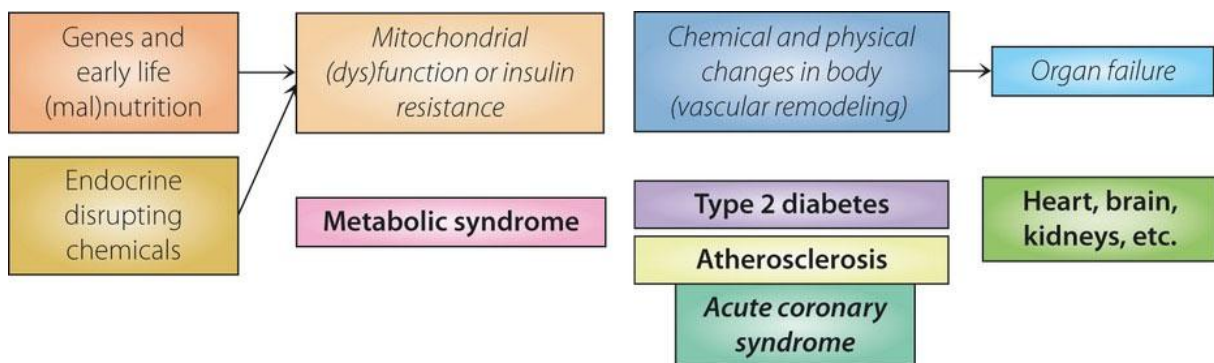 Genes and
early life
(mal)nutrition
Mitochondrial
(dys)function or insulin
resistance
Chemical and physical
changes in body
(vascular remodeling)
Organ failure
Endocrine
disrupting
chemicals
Metabolic syndrome
Type 2 diabetes
Atherosclerosis
Acute coronary
syndrome
Heart, brain,
kidneys, etc.